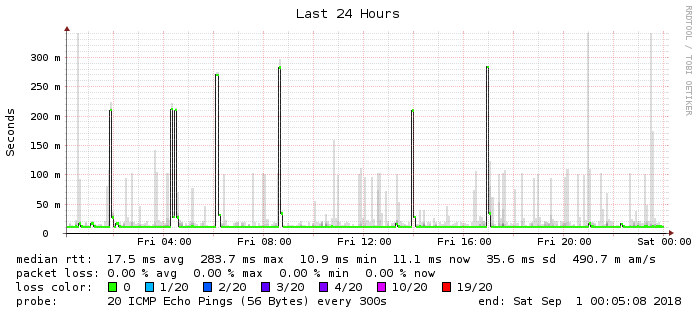 Last 24 Hours
RRDTOOL / TOBI OETIKER
Seconds
300 m
250 m
200 m
150 m
100 m
50 m
0
Fri 04:00 Fri 08:00 Fri 12:00 Fri 16:00 Fri 20:00 Sat 00:00
median rtt: 17.5 ms avg 283.7 ms max 10.9 ms min 11.1 ms now 35.6 ms sd 490.7 m am/s
packet loss: 0.00 % avg 0.00 % max 0.00 % min 0.00 % now
loss color: 0 1/20 2/20 3/20 4/20 10/20 19/20
probe: 20 ICMP Echo Pings (56 Bytes) every 300s end: Sat Sep 1 00:05:08 2018